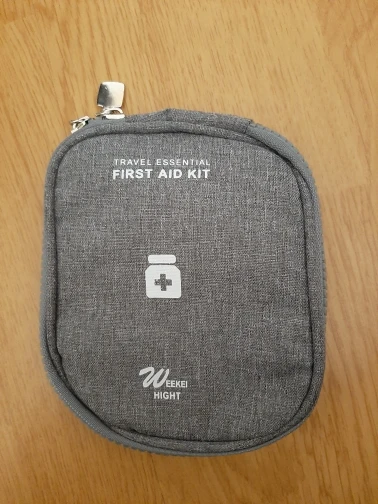 TRAVEL ESSENTIAL
FIRST AID KIT
WEEKEI
HIGHT